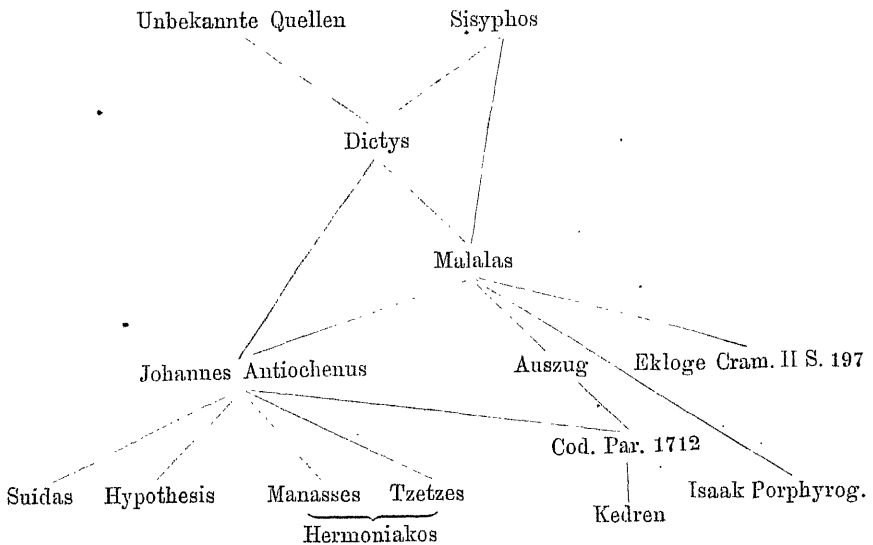 Unbekannte Quellen Sisyphos
Dictys
Malalas
Johannes Antiochenus Auszug Ekloge Cram. II S. 197
Cod. Par. 1712
Suidas Hypothesis Manasses Tzetzes Isaak Porphyrog.
Kedren
Hermoniakos